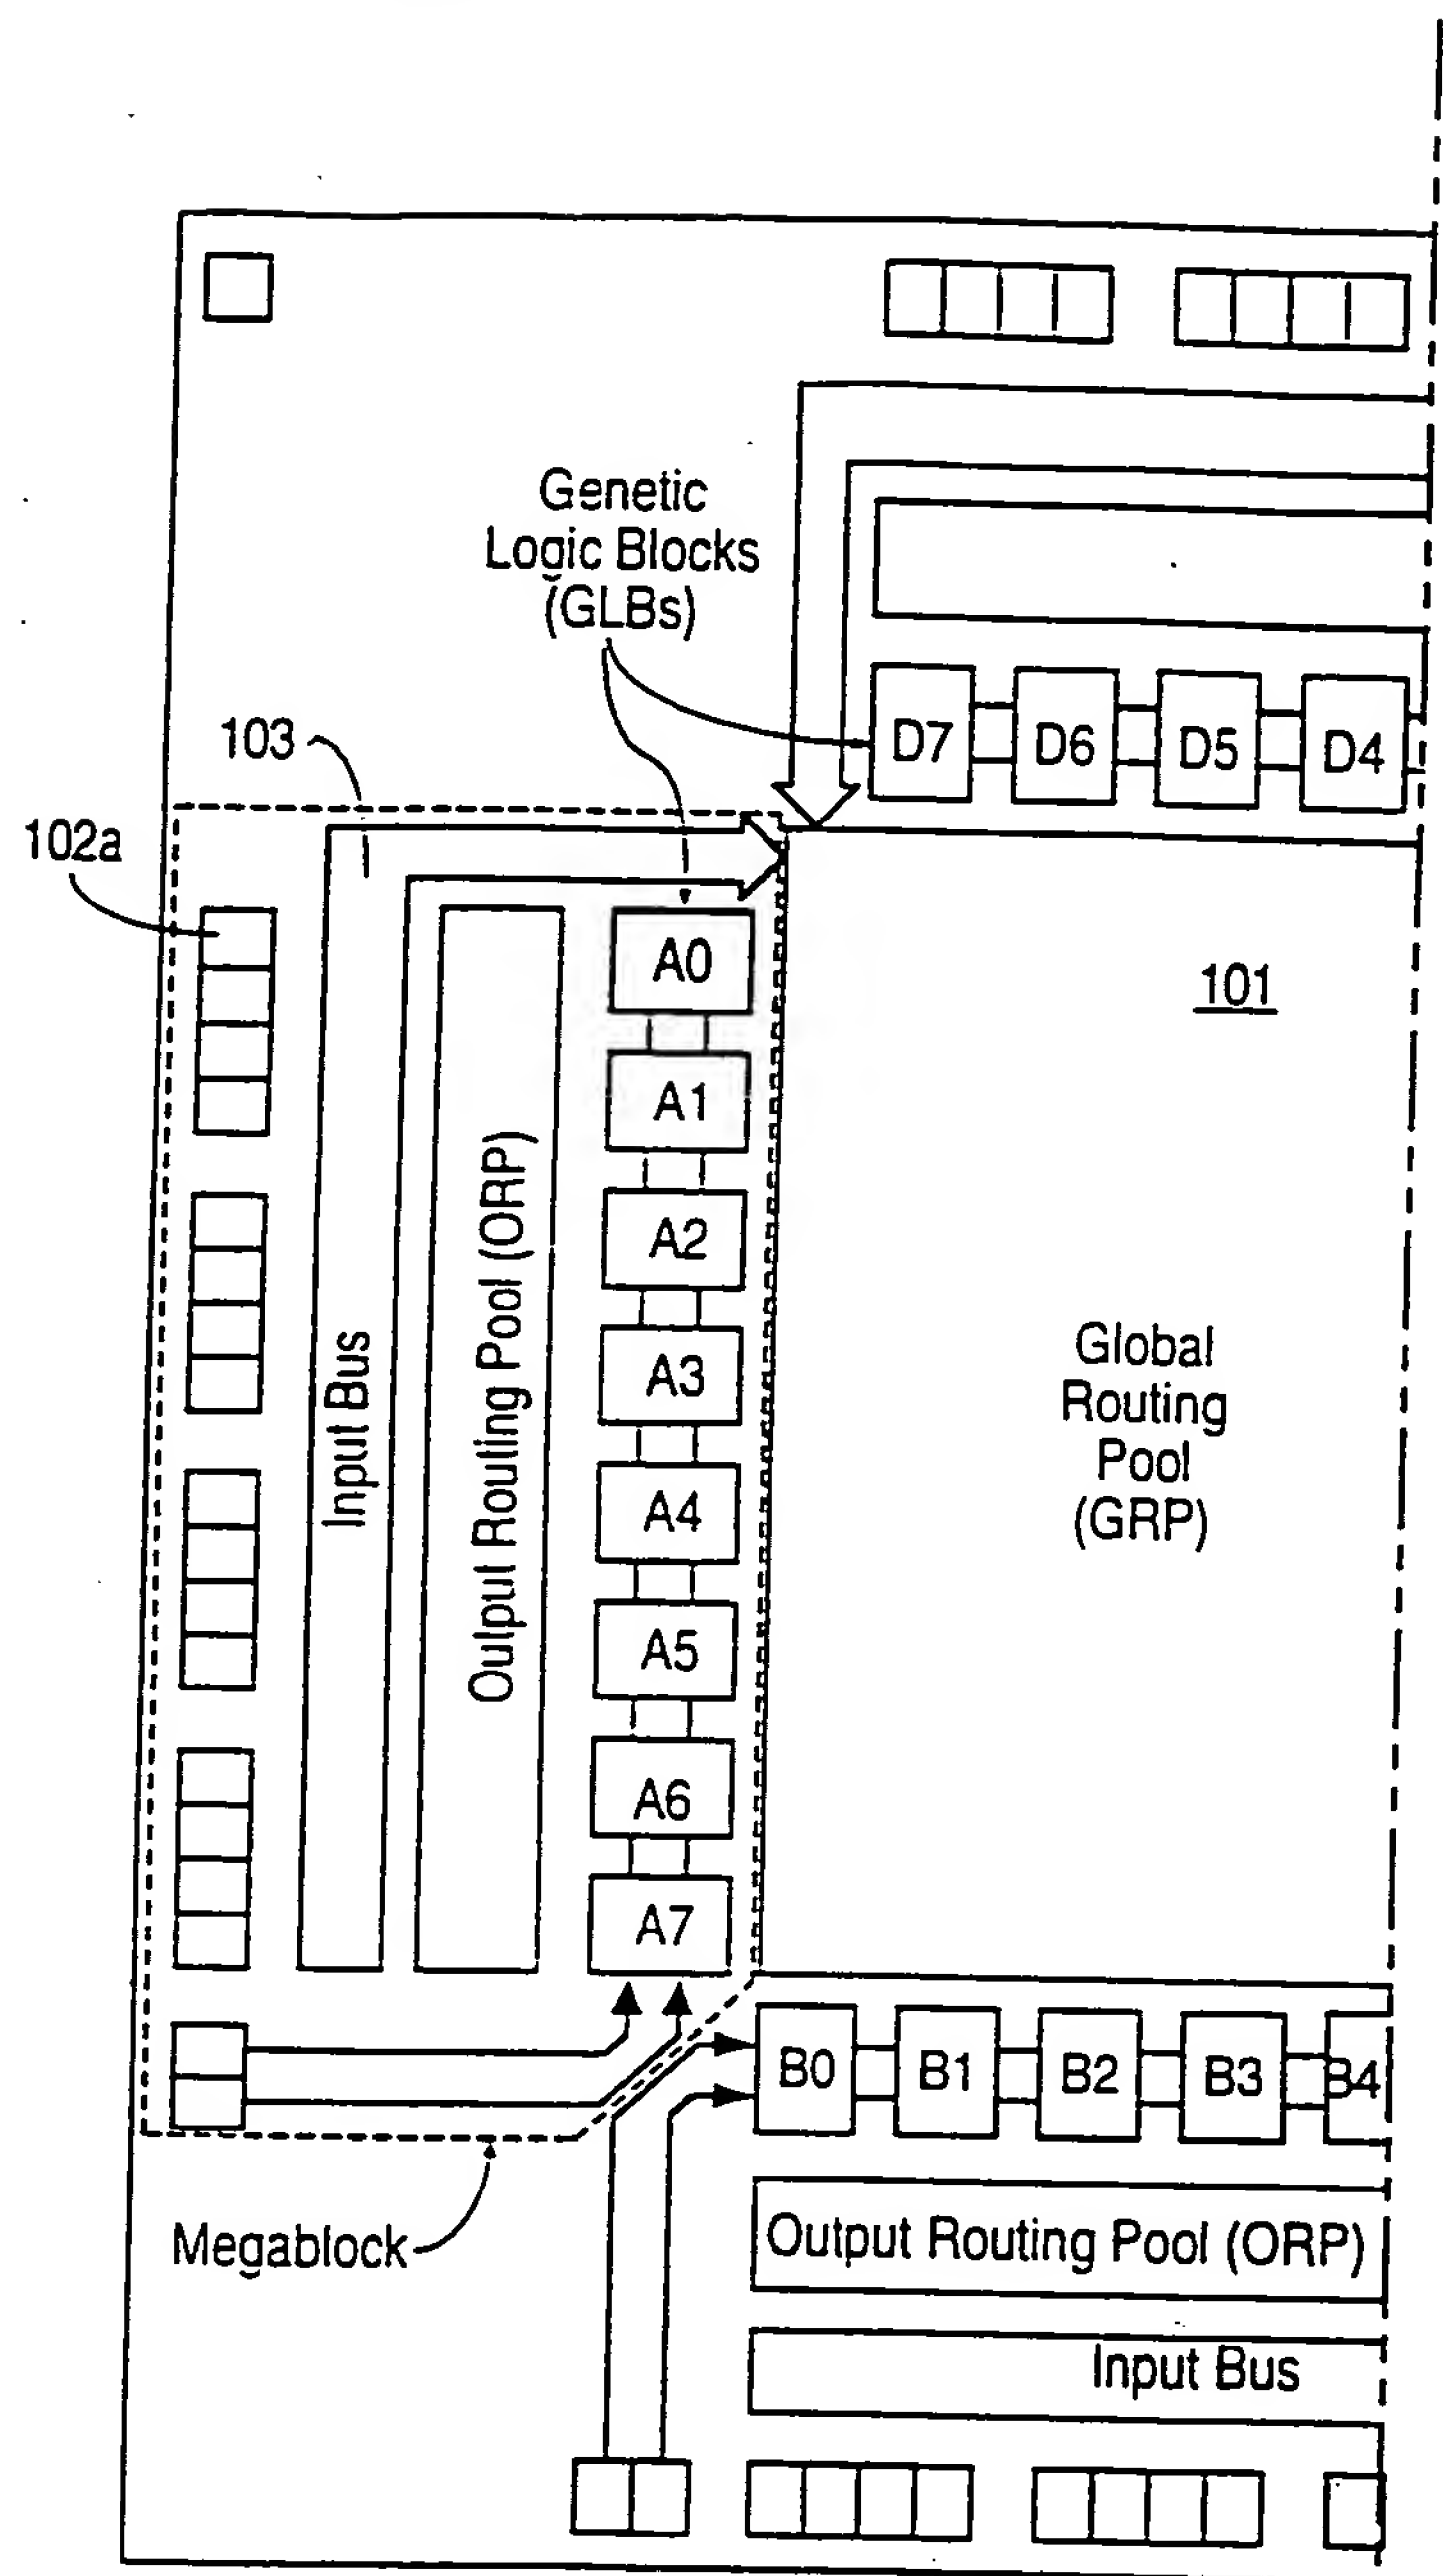 Genetic
Logic Blocks
(GLBs)
D7 D6 D5 D4
103
102a
A0
101
A1
A2
A3
A4
A5
A6
A7
Input Bus
Output Routing Pool (ORP)
Global
Routing
Pool
(GRP)
B0 B1 B2 B3 B4
Megablock
Output Routing Pool (ORP)
Input Bus